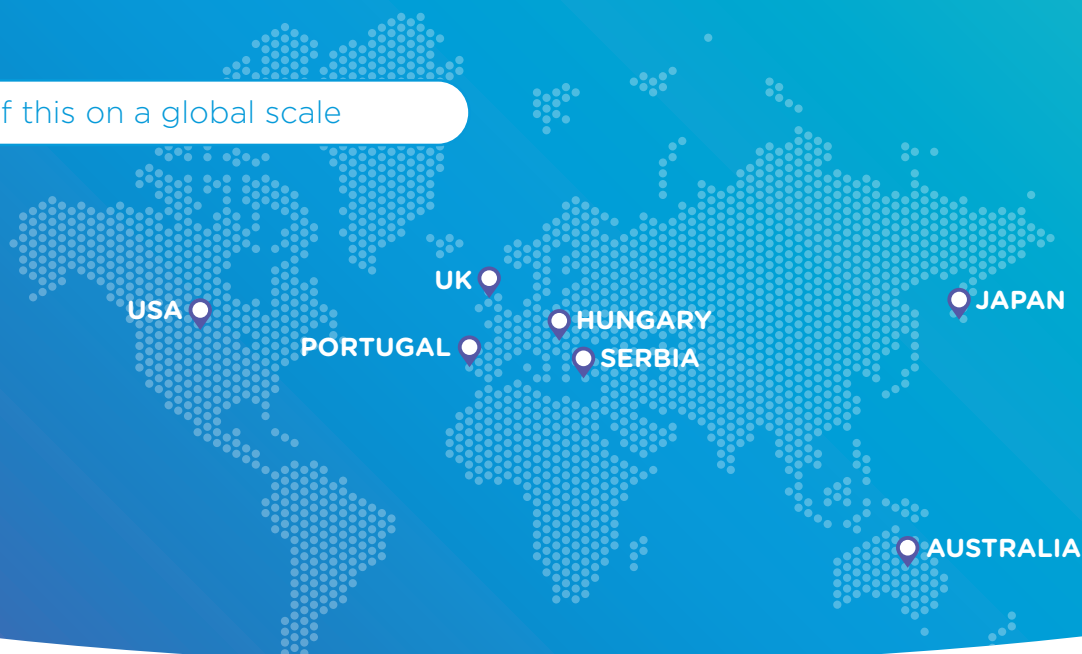 f this on a global scale
UK
USA
JAPAN
HUNGARY
PORTUGAL
SERBIA
AUSTRALIA